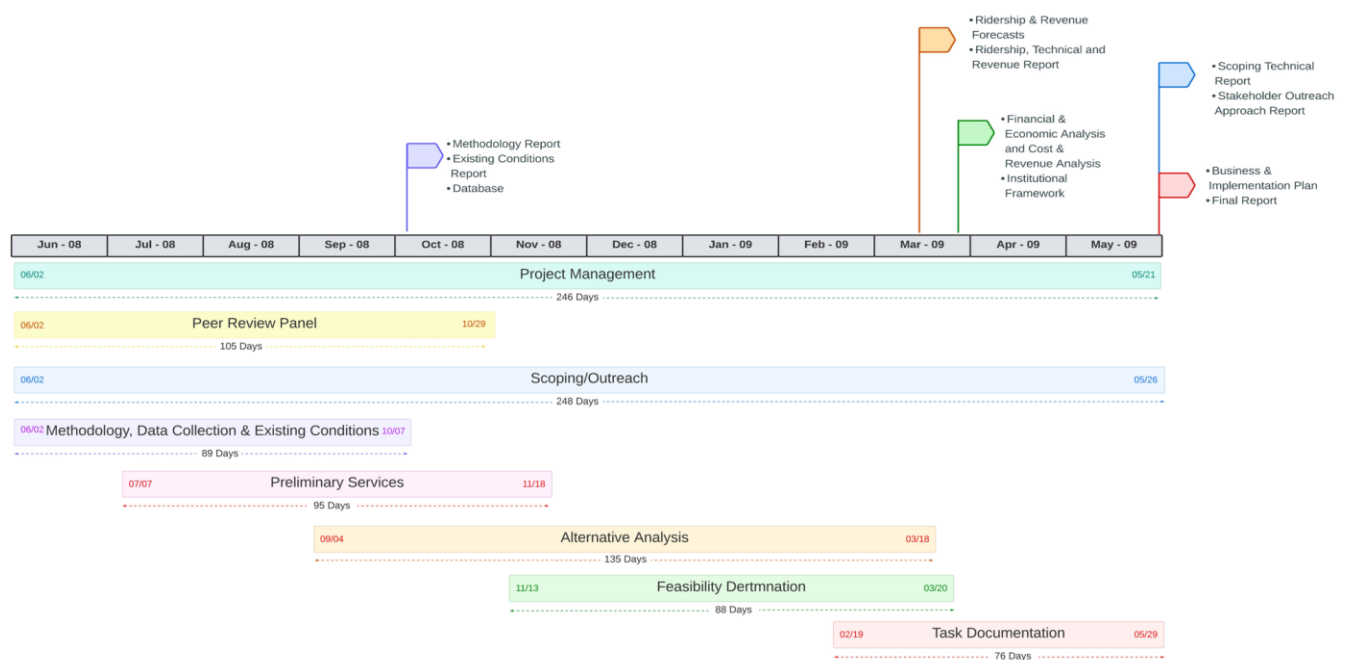 • Ridership & Revenue
Forecasts
• Ridership, Technical and
Revenue Report
• Scoping Technical
Report
• Stakeholder Outreach
Approach Report
• Financial &
Economic Analysis
and Cost &
Revenue Analysis
• Institutional
Framework
• Methodology Report
• Existing Conditions
Report
• Database
• Business &
Implementation Plan
• Final Report
Jun - 08 Jul - 08 Aug - 08 Sep - 08 Oct - 08 Nov - 08 Dec - 08 Jan - 09 Feb - 09 Mar - 09 Apr - 09 May - 09
06/02 Project Management 05/21
246 Days
06/02 Peer Review Panel 10/29
105 Days
06/02 Scoping/Outreach 05/26
248 Days
06/02 Methodology, Data Collection & Existing Conditions 10/07
89 Days
07/07 Preliminary Services 11/18
95 Days
09/04 Alternative Analysis 03/18
135 Days
11/13 Feasibility Dertmnation 03/20
88 Days
02/19 Task Documentation 05/29
76 Days